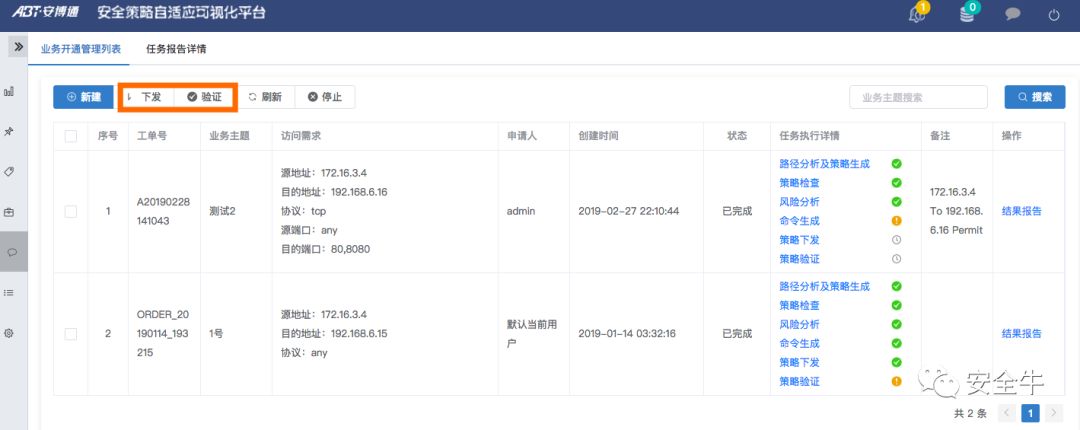 ABT·安博通 安全策略自适应可视化平台 1 0
业务开通管理列表 任务报告详情
新建 下发 验证 刷新 停止 业务主题搜索 搜索
序号 工单号 业务主题 访问需求 申请人 创建时间 状态 任务执行详情 备注 操作
1
A20190228
141043
测试2
源地址：172.16.3.4
目的地址：192.168.6.16
协议：tcp
源端口：any
目的端口：80,8080
admin
2019-02-27 22:10:44
已完成
路径分析及策略生成
策略检查
风险分析
命令生成
策略下发
策略验证
172.16.3.4
To 192.168.
6.16 Permit
结果报告
2
ORDER_20
190114_193
215
1号
源地址：172.16.3.4
目的地址：192.168.6.15
协议：any
默认当前用
户
2019-01-14 03:32:16
已完成
路径分析及策略生成
策略检查
风险分析
命令生成
策略下发
策略验证
结果报告
安全牛
共 2 条 1